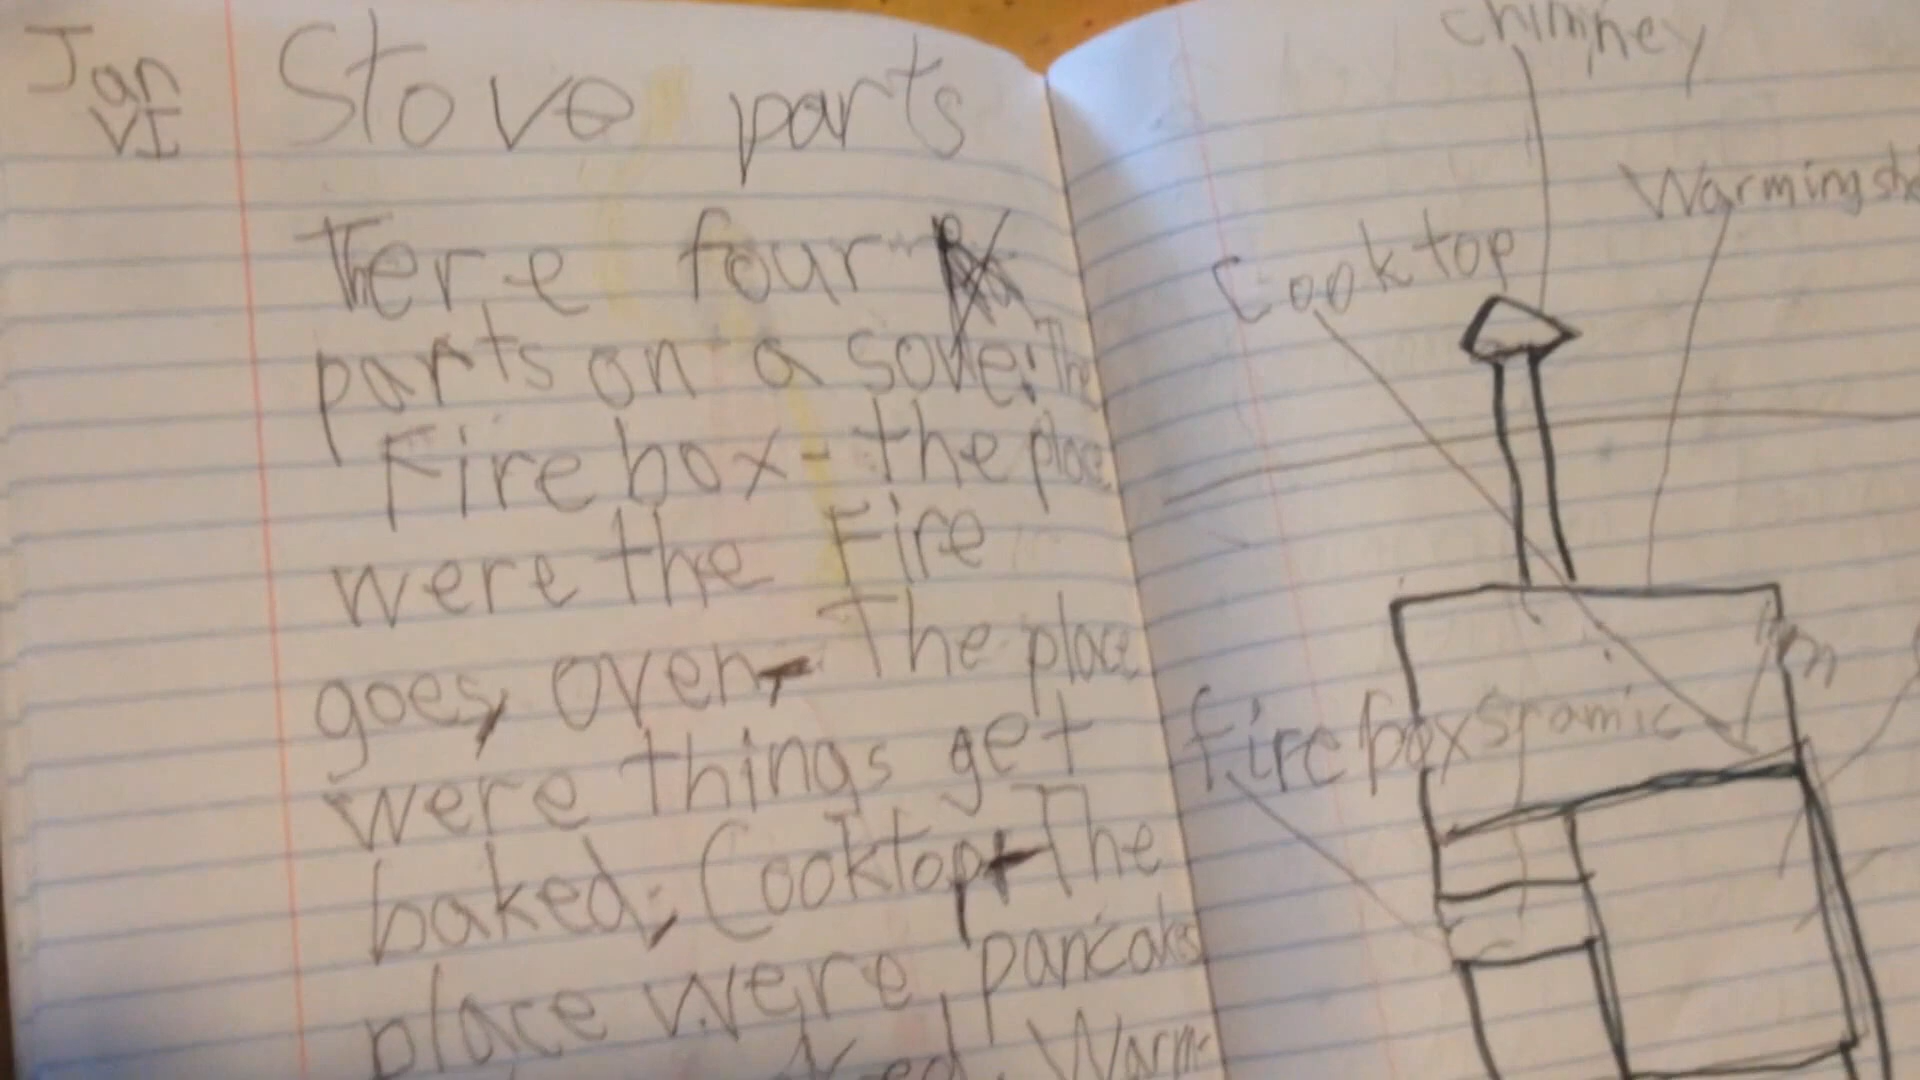 Jan
VI
Stove parts
There four
parts on a sove: The
Fire box - the place
were the Fire
goes, oven - The place
were things get
baked, Cooktop - The
place were pancakes
Warm
chimney
Warming
Cooktop
fire box